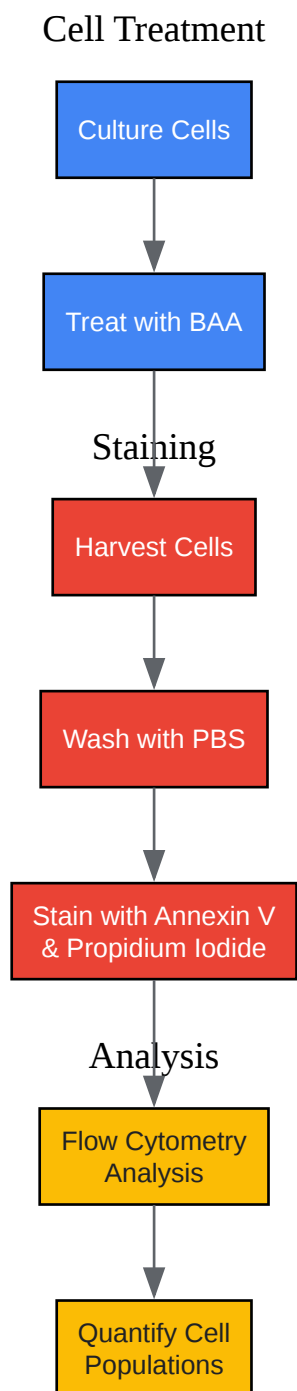 Cell Treatment
Culture Cells
Treat with BAA
Staining
Harvest Cells
Wash with PBS
Stain with Annexin V
& Propidium Iodide
Analysis
Flow Cytometry
Analysis
Quantify Cell
Populations